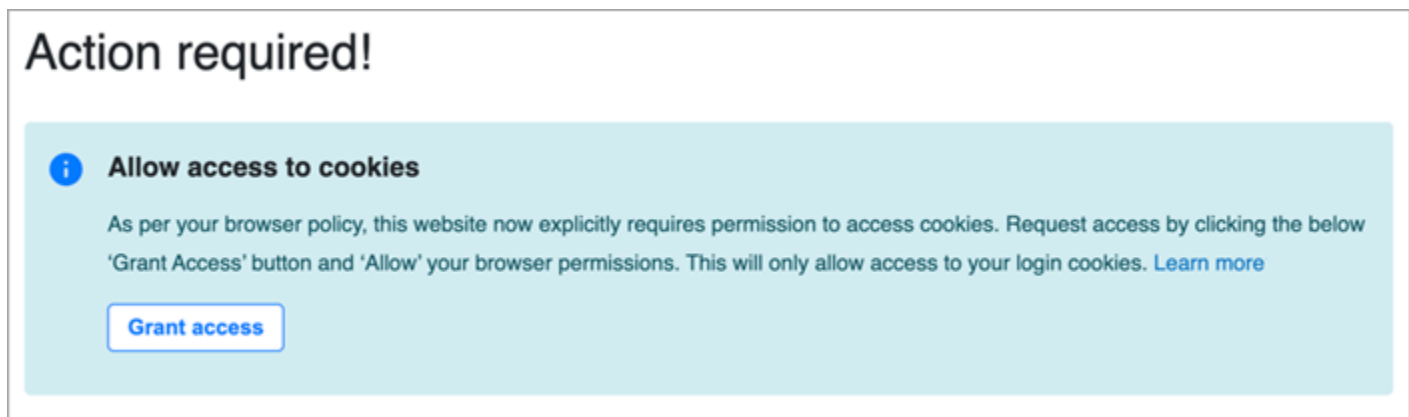 Action required!
Allow access to cookies
As per your browser policy, this website now explicitly requires permission to access cookies. Request access by clicking the below
‘Grant Access’ button and ‘Allow’ your browser permissions. This will only allow access to your login cookies. Learn more
Grant access